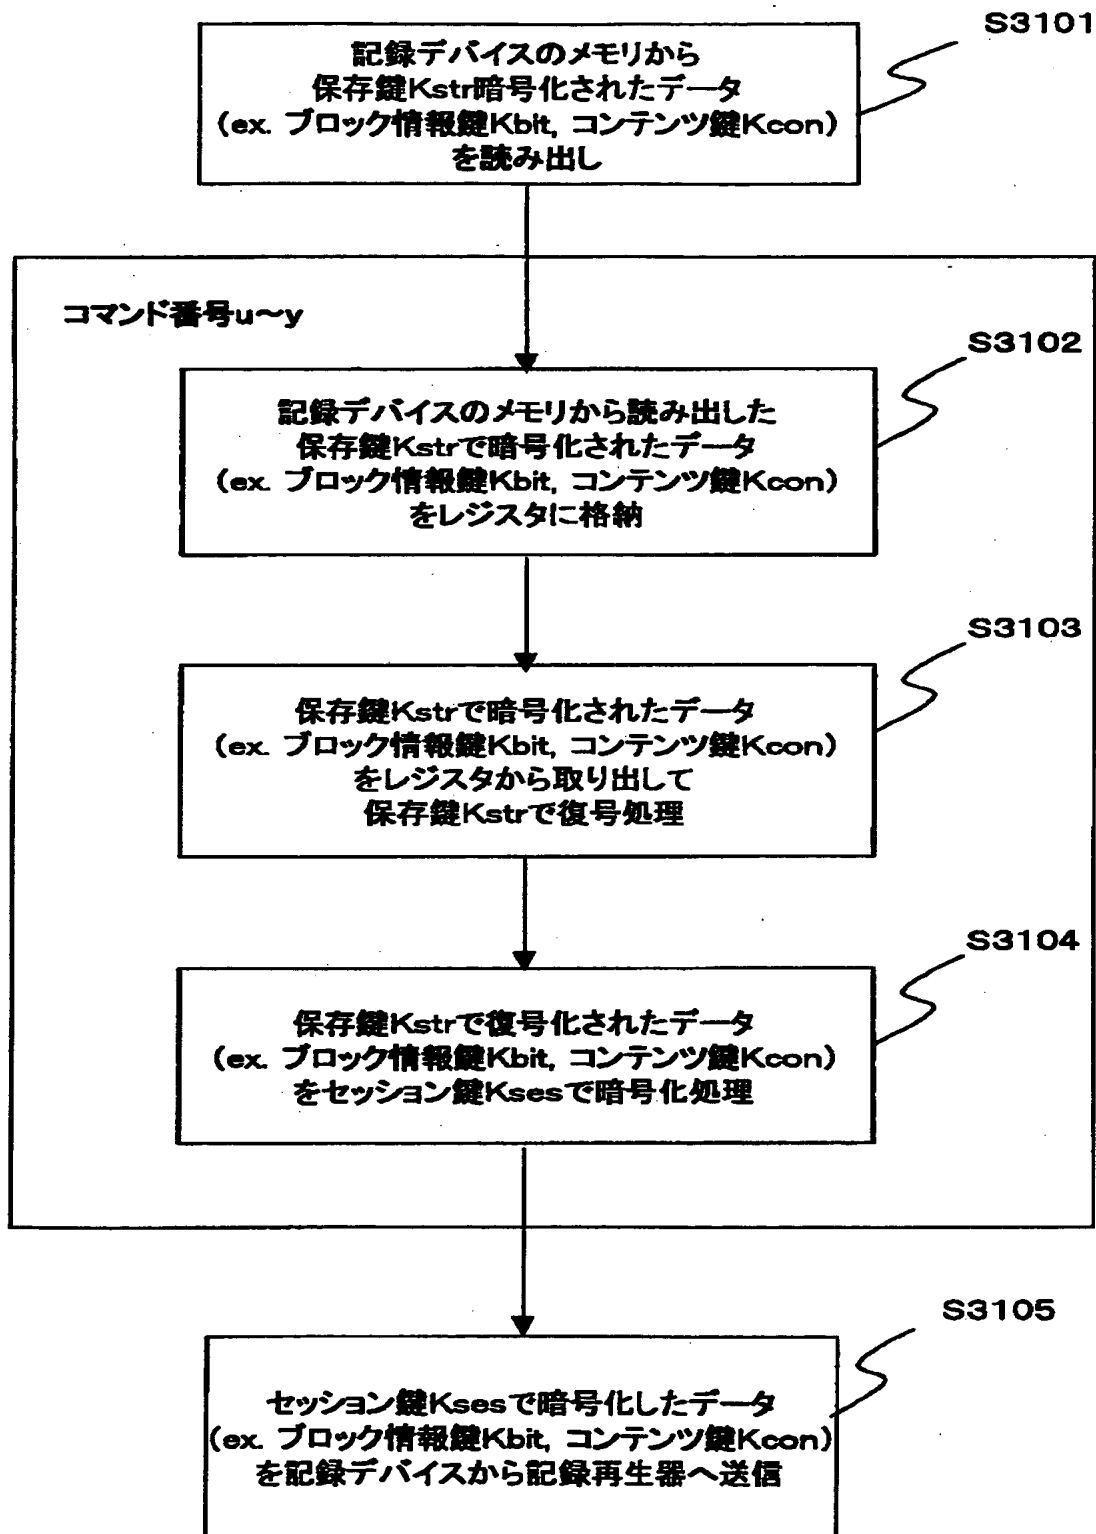 S3101
記録デバイスのメモリから
保存鍵Kstr暗号化されたデータ
(ex. ブロック情報鍵Kbit, コンテンツ鍵Kcon)
を読み出し
コマンド番号u～y
S3102
記録デバイスのメモリから読み出した
保存鍵Kstrで暗号化されたデータ
(ex. ブロック情報鍵Kbit, コンテンツ鍵Kcon)
をレジスタに格納
S3103
保存鍵Kstrで暗号化されたデータ
(ex. ブロック情報鍵Kbit, コンテンツ鍵Kcon)
をレジスタから取り出して
保存鍵Kstrで復号処理
S3104
保存鍵Kstrで復号化されたデータ
(ex. ブロック情報鍵Kbit, コンテンツ鍵Kcon)
をセッション鍵Ksesで暗号化処理
S3105
セッション鍵Ksesで暗号化したデータ
(ex. ブロック情報鍵Kbit, コンテンツ鍵Kcon)
を記録デバイスから記録再生器へ送信